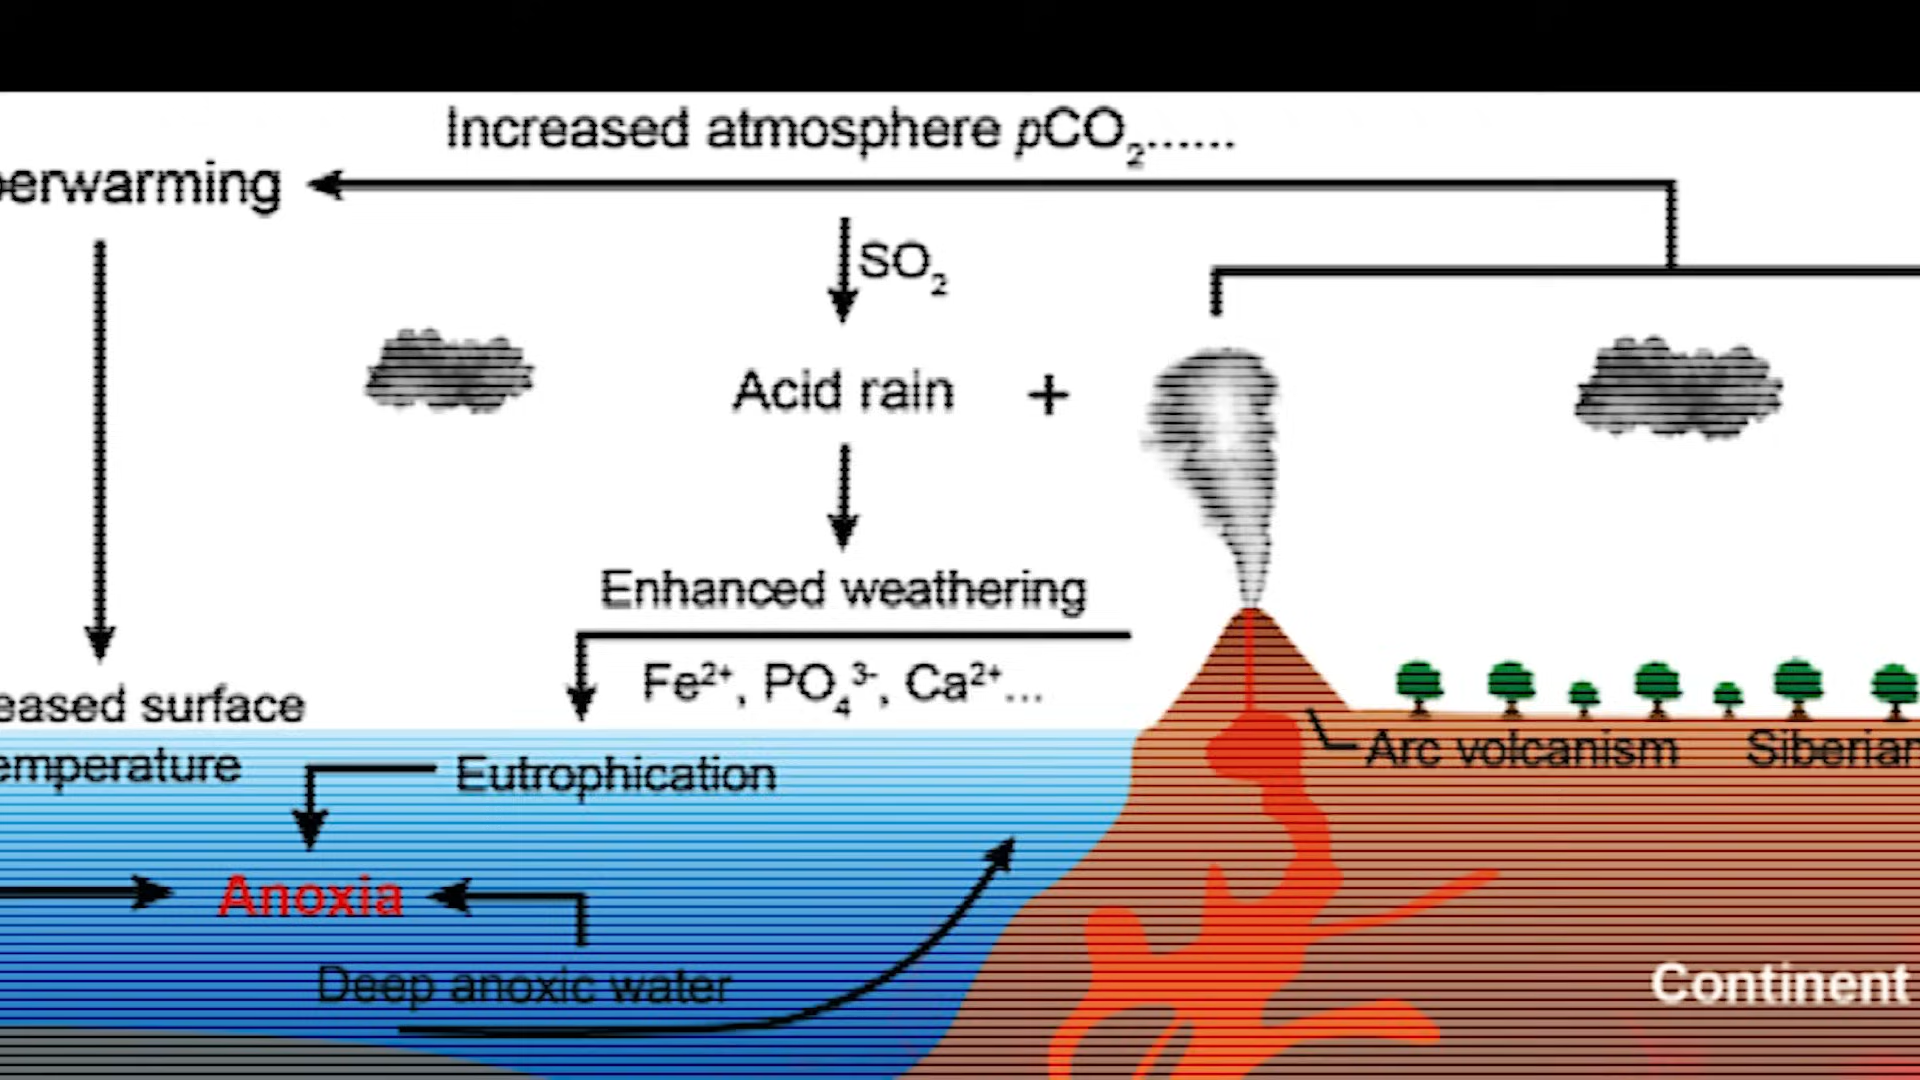 Increased atmosphere pCO₂......
erwarming
SO₂
Acid rain +
Enhanced weathering
Fe²⁺, PO₄³⁻, Ca²⁺...
eased surface
emperature
Eutrophication
Arc volcanism
Siberian
Anoxia
Deep anoxic water
Continent